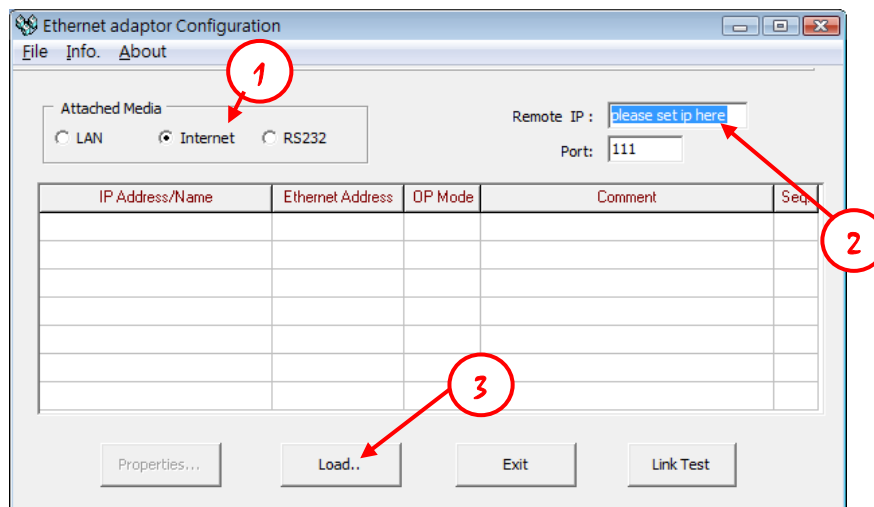 Ethernet adaptor Configuration
File Info. About
1
Attached Media
LAN Internet RS232
Remote IP : please set ip here
Port: 111
IP Address/Name Ethernet Address OP Mode Comment Seq.
2
3
Properties... Load.. Exit Link Test